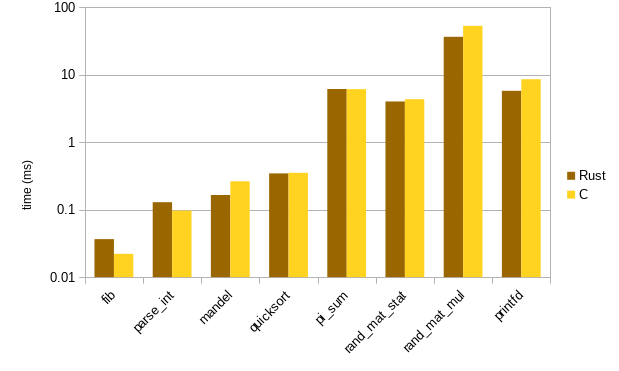 100
10
1
0.1
0.01
time (ms)
fib
parse_int
mandel
quicksort
pi_sum
rand_mat_stat
rand_mat_mul
printfd
Rust
C